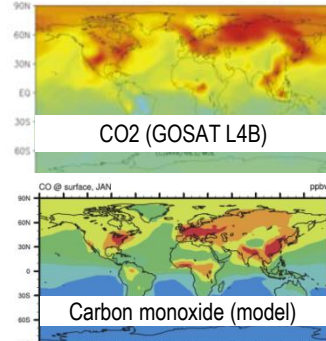 90N
60N
30N
EQ
30S
60S
CO2 (GOSAT L4B)
CO @ surface, JAN ppbv
90N
60N
30N
0
30S
60S
Carbon monoxide (model)